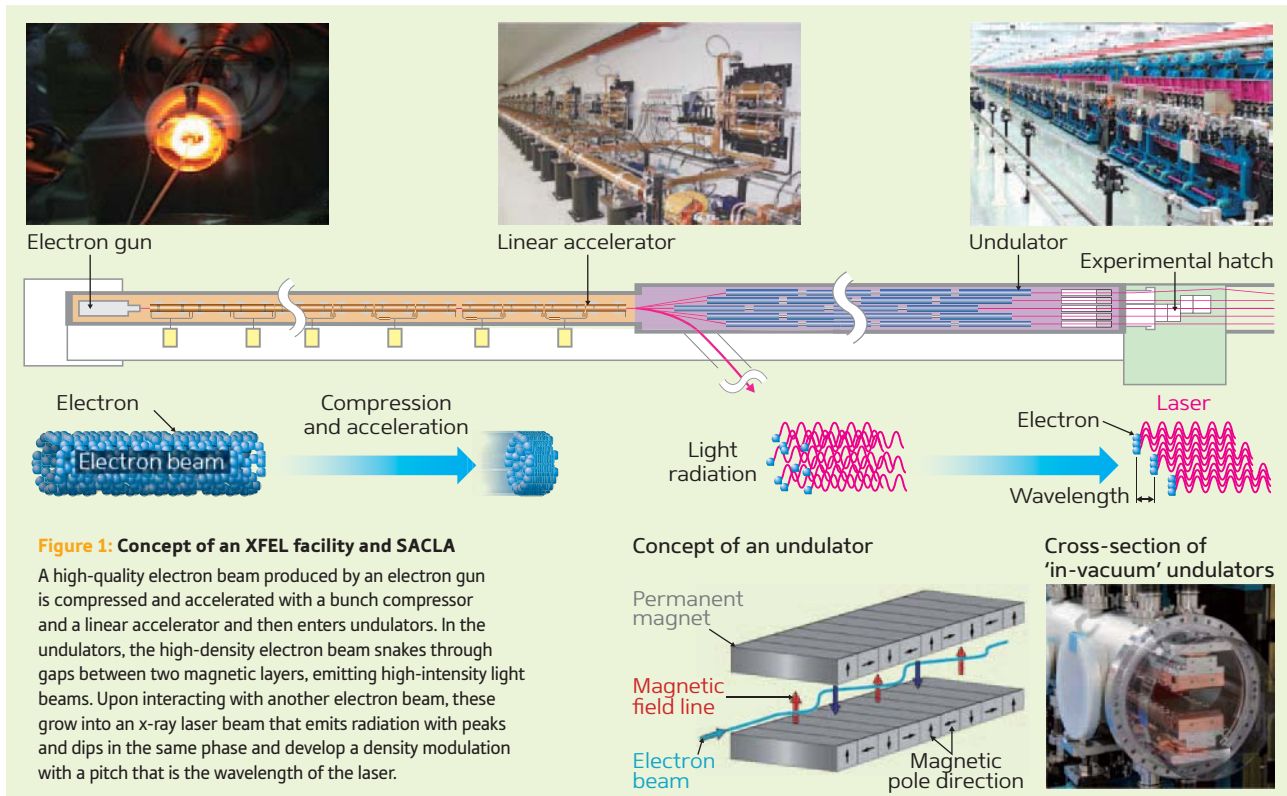 Electron gun
Linear accelerator
Undulator
Experimental hatch
Electron
Electron beam
Compression
and acceleration
Light
radiation
Electron
Laser
Wavelength
Figure 1: Concept of an XFEL facility and SACLA
A high-quality electron beam produced by an electron gun
is compressed and accelerated with a bunch compressor
and a linear accelerator and then enters undulators. In the
undulators, the high-density electron beam snakes through
gaps between two magnetic layers, emitting high-intensity light
beams. Upon interacting with another electron beam, these
grow into an x-ray laser beam that emits radiation with peaks
and dips in the same phase and develop a density modulation
with a pitch that is the wavelength of the laser.
Concept of an undulator
Permanent
magnet
Magnetic
field line
Electron
beam
Magnetic
pole direction
Cross-section of
‘in-vacuum’ undulators